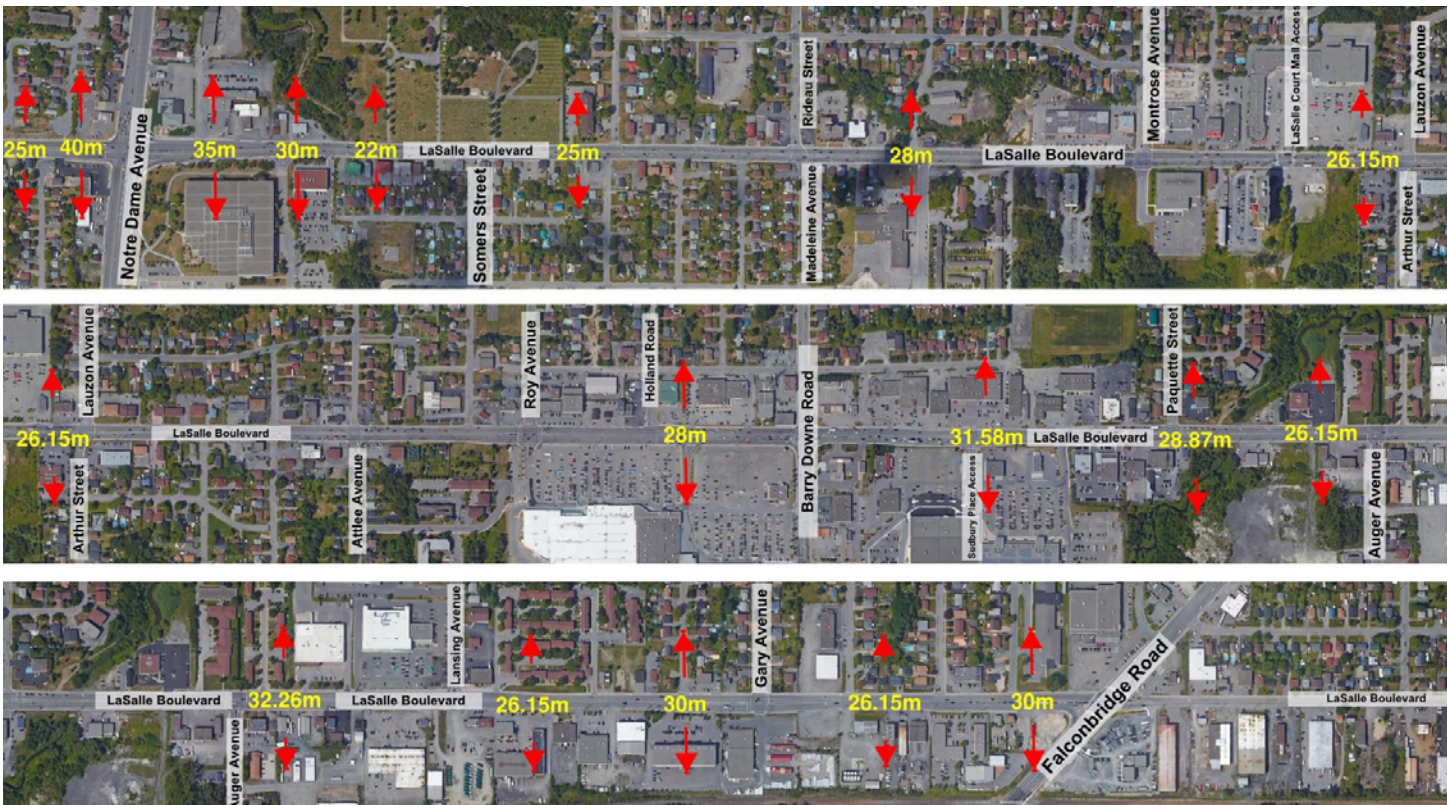 Notre Dame Avenue
Somers Street
Rideau Street
Madeleine Avenue
Montrose Avenue
LaSalle Court Mall Access
Lauzon Avenue
Arthur Street
25m
40m
35m
30m
22m
LaSalle Boulevard
25m
28m
LaSalle Boulevard
26.15m
Lauzon Avenue
Arthur Street
Attlee Avenue
Roy Avenue
Holland Road
Barry Downe Road
Sudbury Place Access
Paquette Street
Auger Avenue
26.15m
LaSalle Boulevard
28m
31.58m
LaSalle Boulevard
28.87m
26.15m
Auger Avenue
Lansing Avenue
Gary Avenue
Falconbridge Road
LaSalle Boulevard
32.26m
LaSalle Boulevard
26.15m
30m
26.15m
30m
LaSalle Boulevard